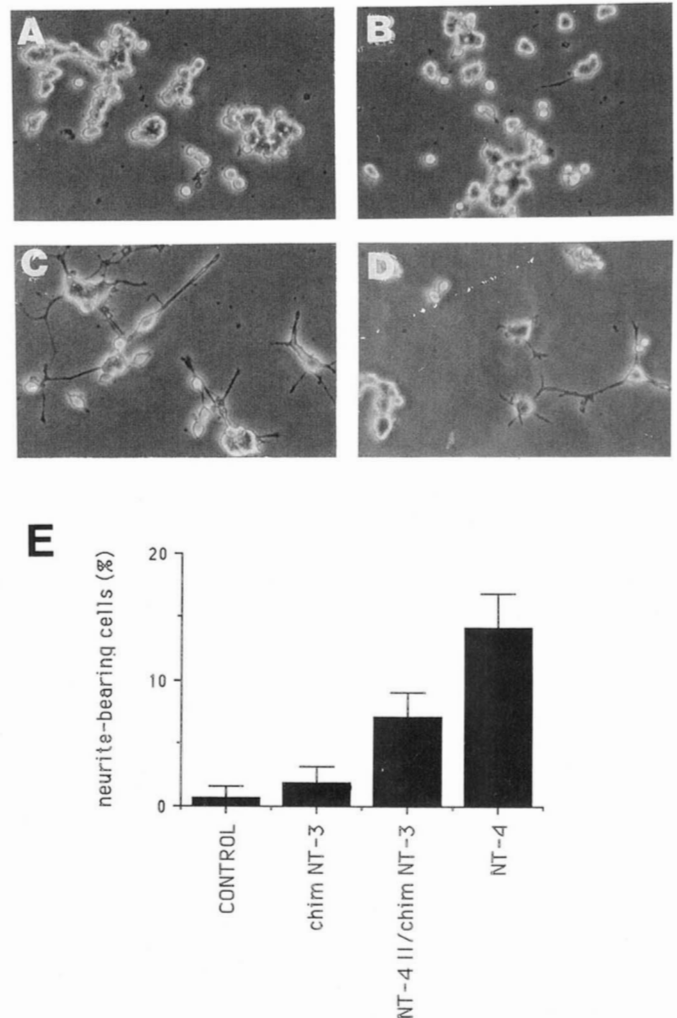 A
B
C
D
E
neurite-bearing cells (%)
20
10
0
CONTROL
chim NT-3
NT-4 II/chim NT-3
NT-4